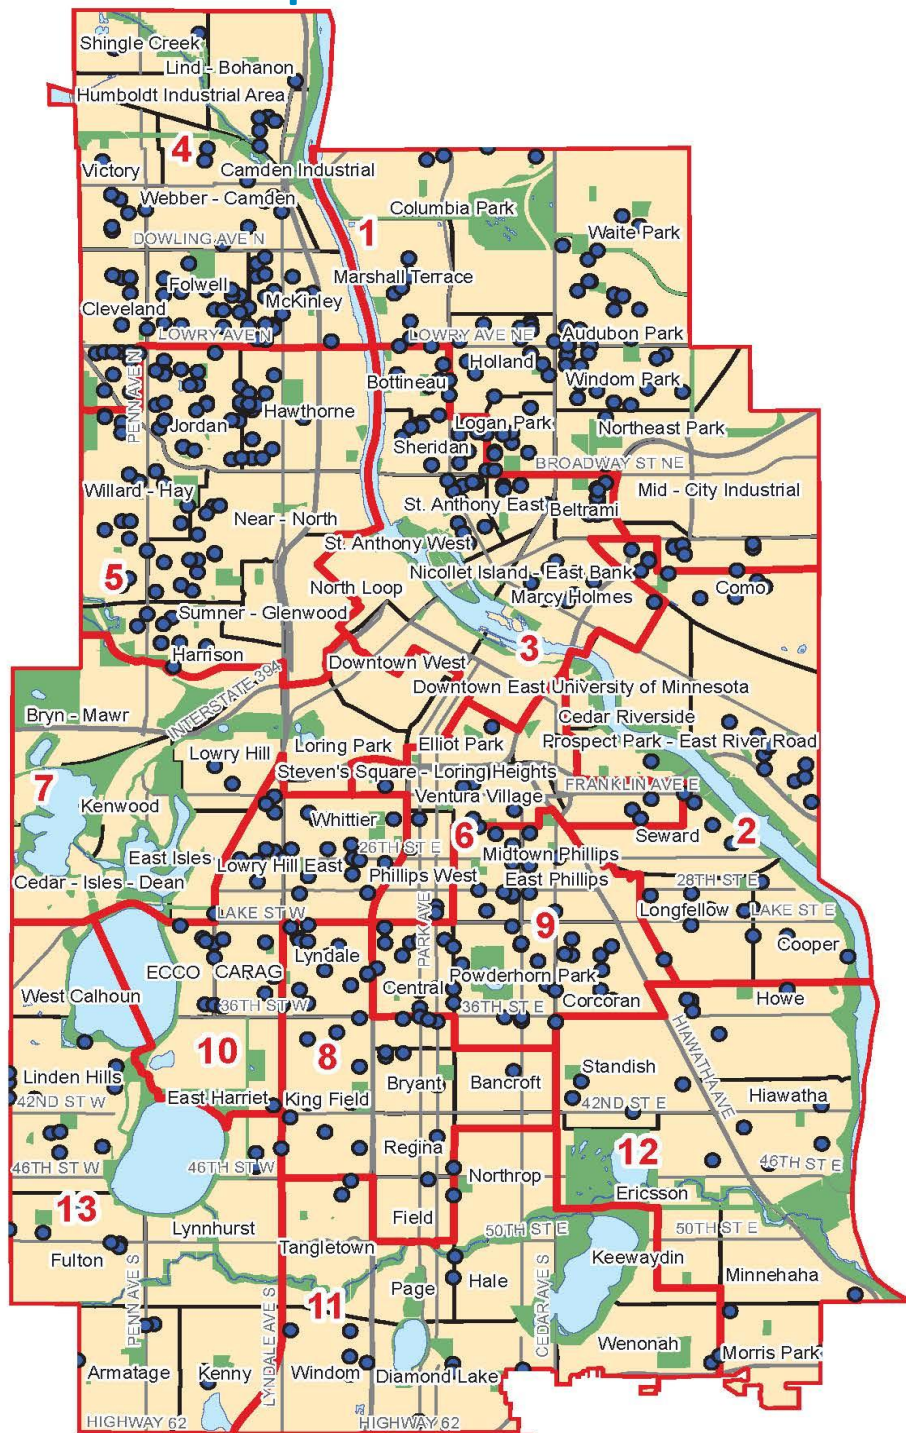 Shingle Creek
Lind - Bohanon
Humboldt Industrial Area
4
Victory
Camden Industrial
Webber - Camden
Columbia Park
1
Waite Park
DOWLING AVE N
Marshall Terrace
Folwell
Cleveland
McKinley
LOWRY AVE N
LOWRY AVE NE
Audubon Park
Holland
PENN AVE N
Bottineau
Windom Park
Hawthorne
Jordan
Logan Park
Northeast Park
Sheridan
BROADWAY ST NE
Willard - Hay
Mid - City Industrial
St. Anthony East
Beltrami
Near - North
St. Anthony West
5
Nicollet Island - East Bank
North Loop
Marcy Holmes
Como
Sumner - Glenwood
3
Harrison
Downtown West
INTERSTATE 394
Downtown East
University of Minnesota
Bryn - Mawr
Cedar Riverside
Lowry Hill
Loring Park
Elliot Park
Prospect Park - East River Road
Steven's Square - Loring Heights
7
FRANKLIN AVE E
Kenwood
Ventura Village
Whittier
6
Seward
2
26TH ST E
East Isles
Lowry Hill East
Midtown Phillips
Phillips West
East Phillips
Cedar - Isles - Dean
28TH ST E
LAKE ST W
PARK AVE
9
Longfellow
LAKE ST E
Cooper
Lyndale
ECCO
CARAG
Powderhorn Park
West Calhoun
Central
Corcoran
Howe
36TH ST W
36TH ST E
HIAWATHA AVE
10
8
Linden Hills
Bryant
Bancroft
Standish
42ND ST W
East Harriet
King Field
42ND ST E
Hiawatha
Regina
12
46TH ST W
46TH ST W
Northrop
46TH ST E
Ericsson
13
Field
Lynnhurst
50TH ST E
50TH ST E
Tangletown
Fulton
Keewaydin
PENN AVE S
Page
Hale
Minnehaha
11
CEDAR AVE S
LYNDALE AVE S
Wenonah
Morris Park
Armatage
Kenny
Windom
Diamond Lake
HIGHWAY 62
HIGHWAY 62